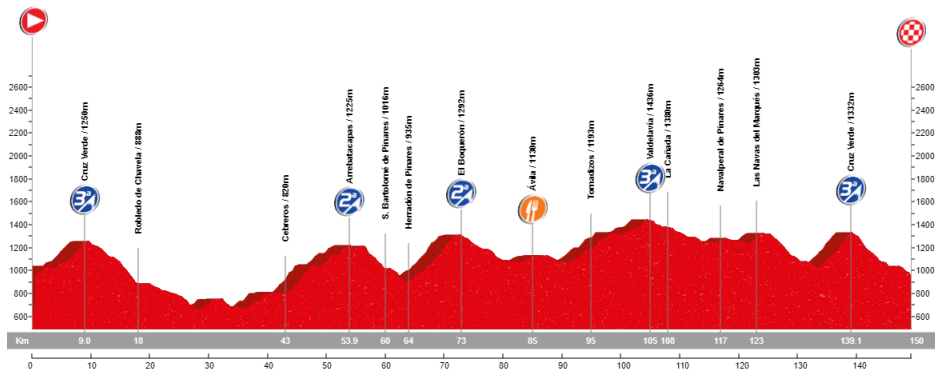 Cruz Verde / 1250m
Robledo de Chavela / 888m
Cebreros / 820m
Arrebatacapas / 1225m
S. Bartolomé de Pinares / 1016m
Herradón de Pinares / 935m
El Boquerón / 1292m
Ávila / 1130m
Tornadizos / 1193m
Valdelavia / 1436m
La Cañada / 1380m
Navalperal de Pinares / 1264m
Las Navas del Marqués / 1303m
Cruz Verde / 1332m
3ª
2ª
2ª
3ª
3ª
2600
2400
2200
2000
1800
1600
1400
1200
1000
800
600
2600
2400
2200
2000
1800
1600
1400
1200
1000
800
600
Km 9.0 18 43 53.9 60 64 73 85 95 105 108 117 123 139.1 150
0 10 20 30 40 50 60 70 80 90 100 110 120 130 140